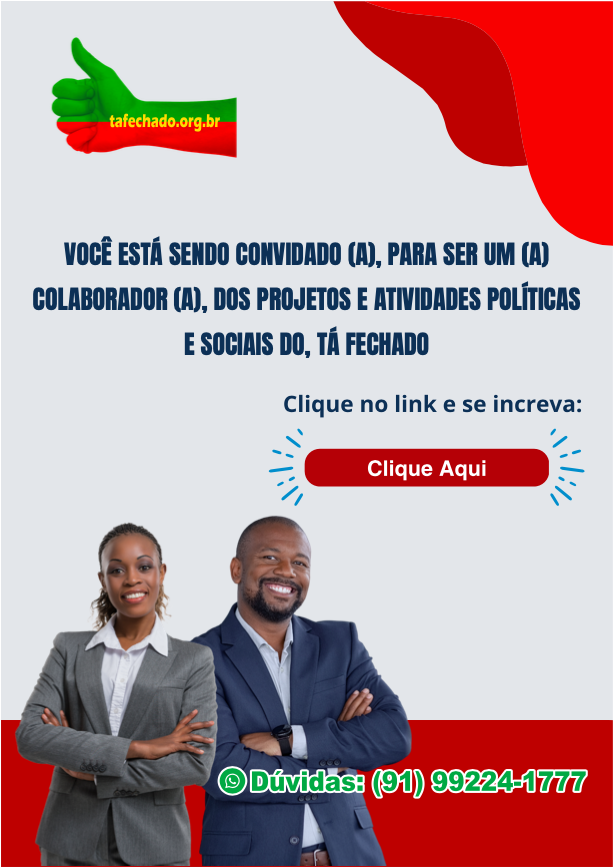 tafechado.org.br
VOCÊ ESTÁ SENDO CONVIDADO (A), PARA SER UM (A)
COLABORADOR (A), DOS PROJETOS E ATIVIDADES POLÍTICAS
E SOCIAIS DO, TÁ FECHADO
Clique no link e se increva:
Clique Aqui
Dúvidas: (91) 99224-1777